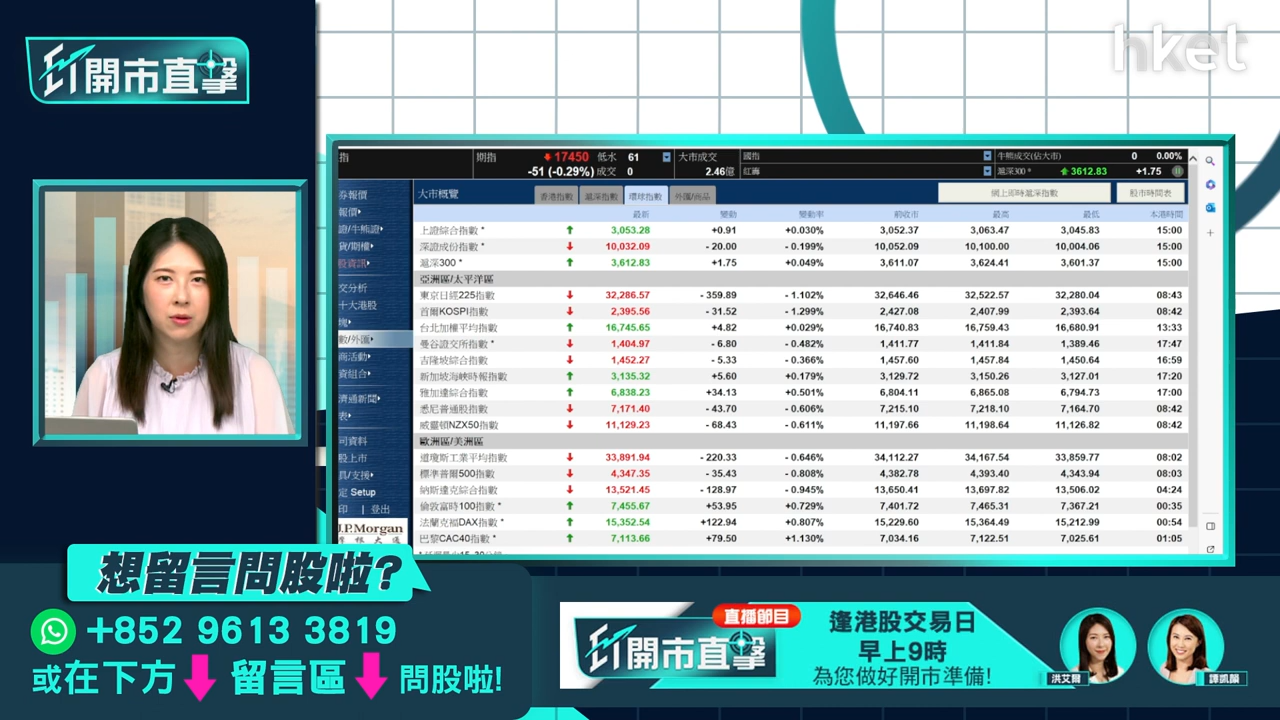 ET開市直擊
hket
指
期指 17450 低水 61 大市成交 國指 牛熊成交(佔大市) 0 0.00%
-51 (-0.29%) 成交 0 2.46億 紅籌 滬深300 * 3612.83 +1.75
券報價
報價
證/牛熊證
貨/期權
股資訊
交分析
十大港股
數/外匯
商活動
資組合
濟通新聞
表
司資料
股上市
具/支援
定 Setup
印 | 登出
J.P.Morgan
大市概覽 香港指數 滬深指數 環球指數 外匯/商品 網上即時滬深指數 股市時間表
最新 變動 變動率 前收市 最高 最低 本港時間
上證綜合指數 * 3,053.28 +0.91 +0.030% 3,052.37 3,063.47 3,045.83 15:00
深證成份指數 * 10,032.09 - 20.00 - 0.199% 10,052.09 10,100.00 10,004.06 15:00
滬深300 * 3,612.83 +1.75 +0.049% 3,611.07 3,624.41 3,601.37 15:00
亞洲區/太平洋區
東京日經225指數 32,286.57 - 359.89 - 1.102% 32,646.46 32,522.57 32,280.04 08:43
首爾KOSPI指數 2,395.56 - 31.52 - 1.299% 2,427.08 2,407.99 2,393.64 08:42
台北加權平均指數 16,745.65 +4.82 +0.029% 16,740.83 16,759.43 16,680.91 13:33
曼谷證交所指數 * 1,404.97 - 6.80 - 0.482% 1,411.77 1,411.84 1,389.46 17:47
吉隆坡綜合指數 1,452.27 - 5.33 - 0.366% 1,457.60 1,457.84 1,450.64 16:59
新加坡海峽時報指數 3,135.32 +5.60 +0.179% 3,129.72 3,150.26 3,127.01 17:20
雅加達綜合指數 6,838.23 +34.13 +0.501% 6,804.11 6,865.08 6,794.73 17:00
悉尼普通股指數 7,171.40 - 43.70 - 0.606% 7,215.10 7,218.10 7,164.70 08:42
威靈頓NZX50指數 11,129.23 - 68.43 - 0.611% 11,197.66 11,198.64 11,126.82 08:42
歐洲區/美洲區
道瓊斯工業平均指數 33,891.94 - 220.33 - 0.646% 34,112.27 34,167.54 33,859.77 08:02
標準普爾500指數 4,347.35 - 35.43 - 0.808% 4,382.78 4,393.40 4,343.94 08:03
納斯達克綜合指數 13,521.45 - 128.97 - 0.945% 13,650.41 13,697.82 13,506.02 04:24
倫敦富時100指數 * 7,455.67 +53.95 +0.729% 7,401.72 7,465.31 7,367.21 00:35
法蘭克福DAX指數 * 15,352.54 +122.94 +0.807% 15,229.60 15,364.49 15,212.99 00:54
巴黎CAC40指數 * 7,113.66 +79.50 +1.130% 7,034.16 7,122.51 7,025.61 01:05
想留言問股啦?
+852 9613 3819
或在下方 留言區 問股啦!
直播節目
ET開市直擊
逢港股交易日
早上9時
為您做好開市準備!
洪艾爾 譚凱韻